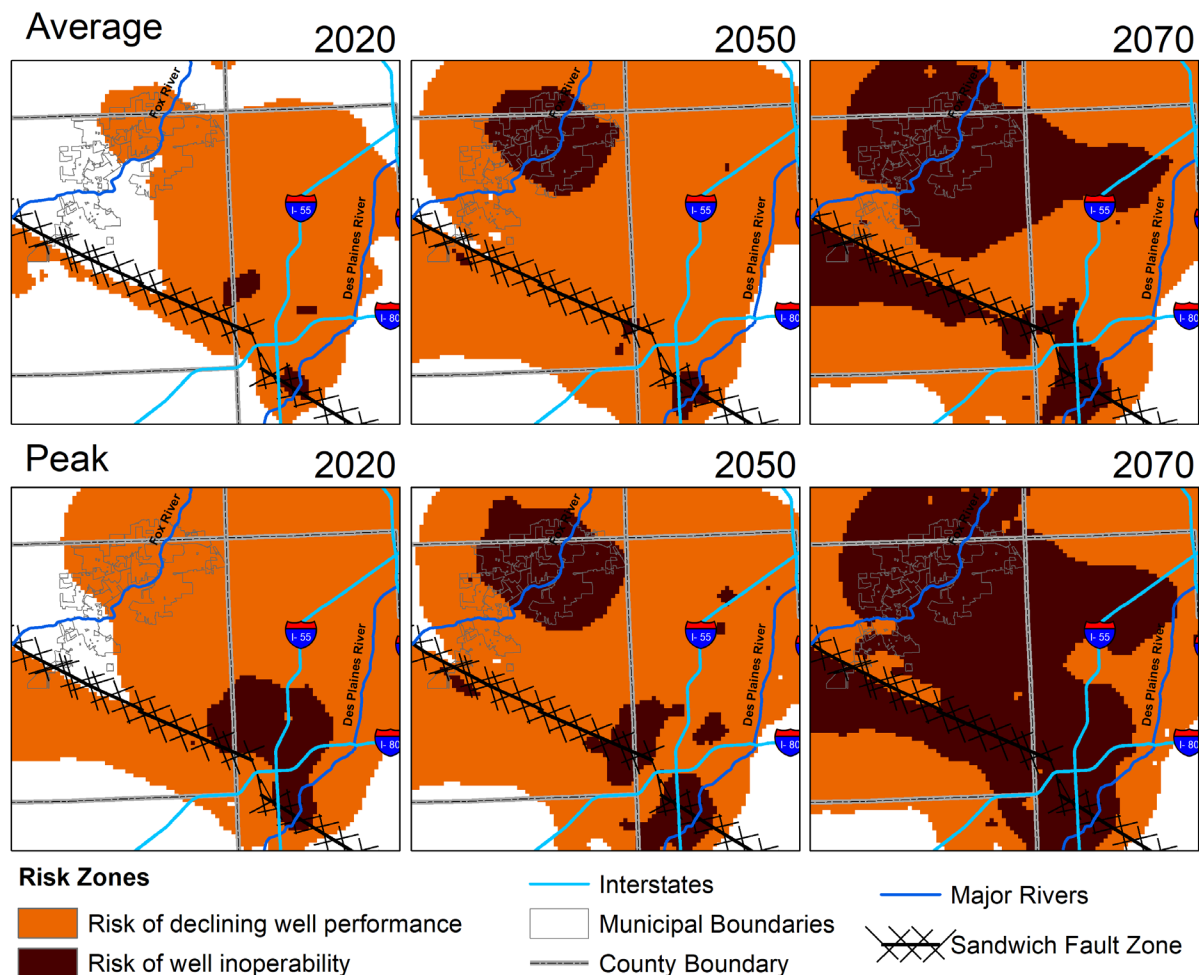 Average
2020
2050
2070
Fox River
I- 55
Des Plaines River
I- 80
Fox River
I- 55
Des Plaines River
Fox River
I- 55
Des Plaines River
I- 80
Peak
2020
2050
2070
Fox River
I- 55
Des Plaines River
I- 80
Fox River
I- 55
Des Plaines River
Fox River
I- 55
Des Plaines River
I- 80
Risk Zones
Risk of declining well performance
Risk of well inoperability
Interstates
Municipal Boundaries
County Boundary
Major Rivers
Sandwich Fault Zone